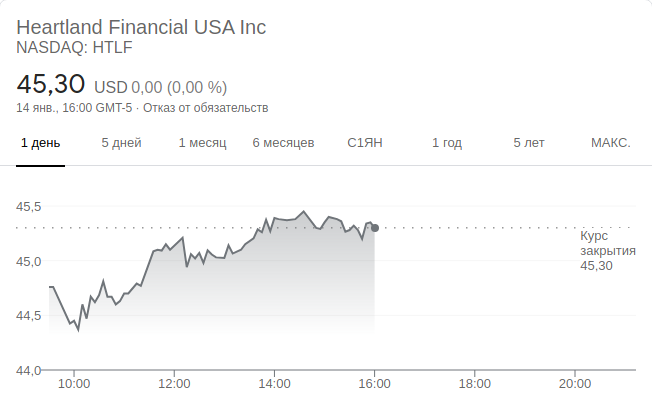 Heartland Financial USA Inc
NASDAQ: HTLF
45,30 USD 0,00 (0,00 %)
14 янв., 16:00 GMT-5 · Отказ от обязательств
1 день 5 дней 1 месяц 6 месяцев С1ЯН 1 год 5 лет МАКС.
45,5
Курс
закрытия
45,30
45,0
44,5
44,0
10:00 12:00 14:00 16:00 18:00 20:00